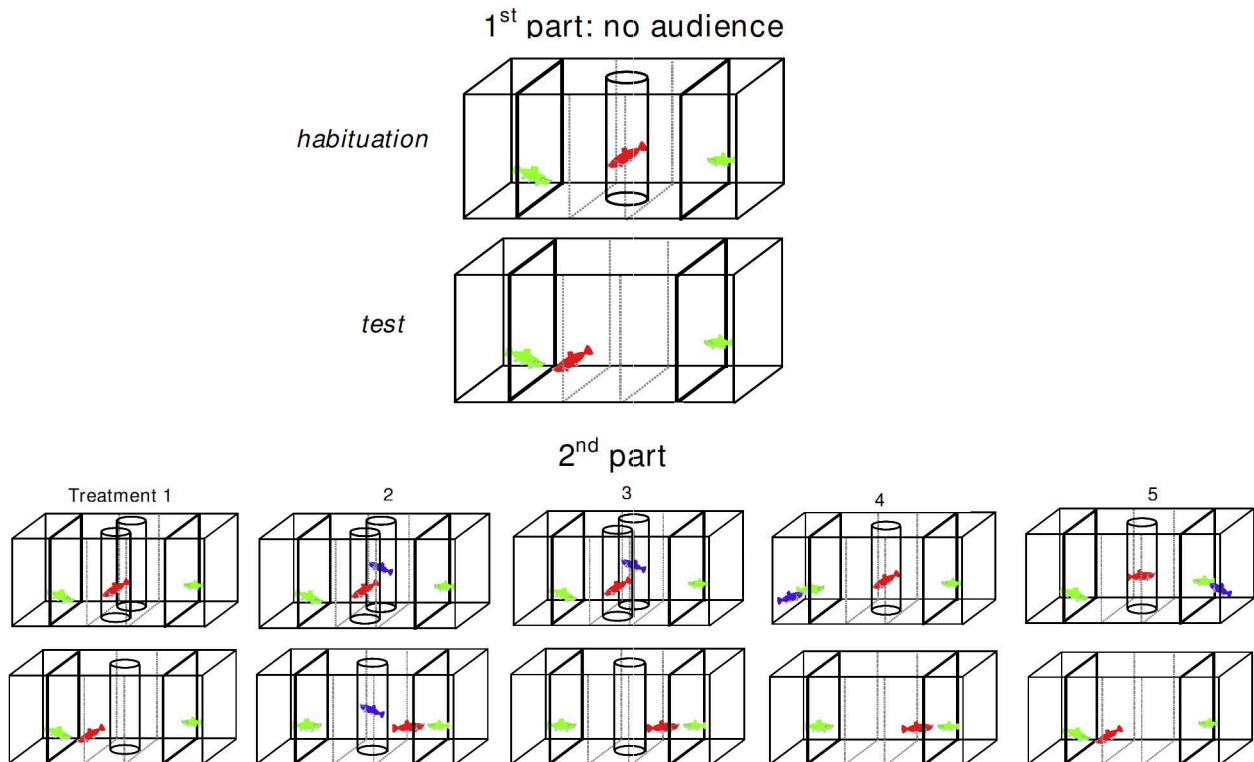 1st part: no audience
habituation
test
2nd part
Treatment 1 2 3 4 5